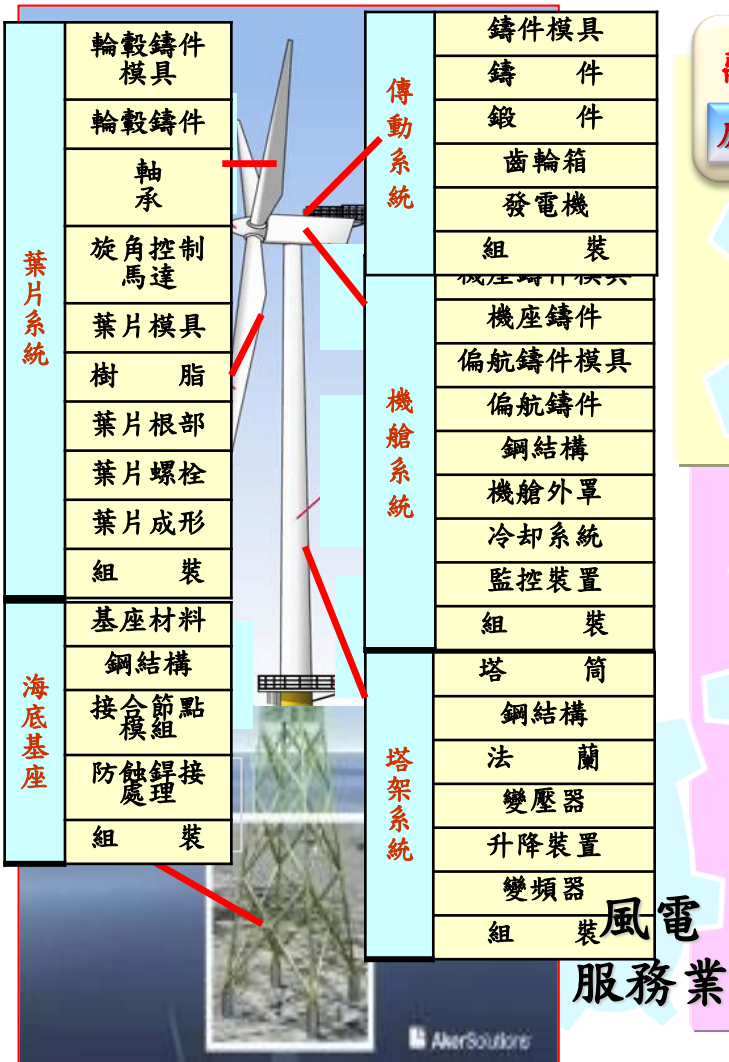 葉片系統
輪轂鑄件
模具
輪轂鑄件
軸
承
旋角控制
馬達
葉片模具
樹 脂
葉片根部
葉片螺栓
葉片成形
組 裝
海底基座
基座材料
鋼結構
接合節點
模組
防蝕銲接
處理
組 裝
傳動系統
鑄件模具
鑄 件
鍛 件
齒輪箱
發電機
組 裝
機艙系統
機座鑄件模具
機座鑄件
偏航鑄件模具
偏航鑄件
鋼結構
機艙外罩
冷却系統
監控裝置
組 裝
塔架系統
塔 筒
鋼結構
法 蘭
變壓器
升降裝置
變頻器
組 裝
風電
服務業
AkerSolutions